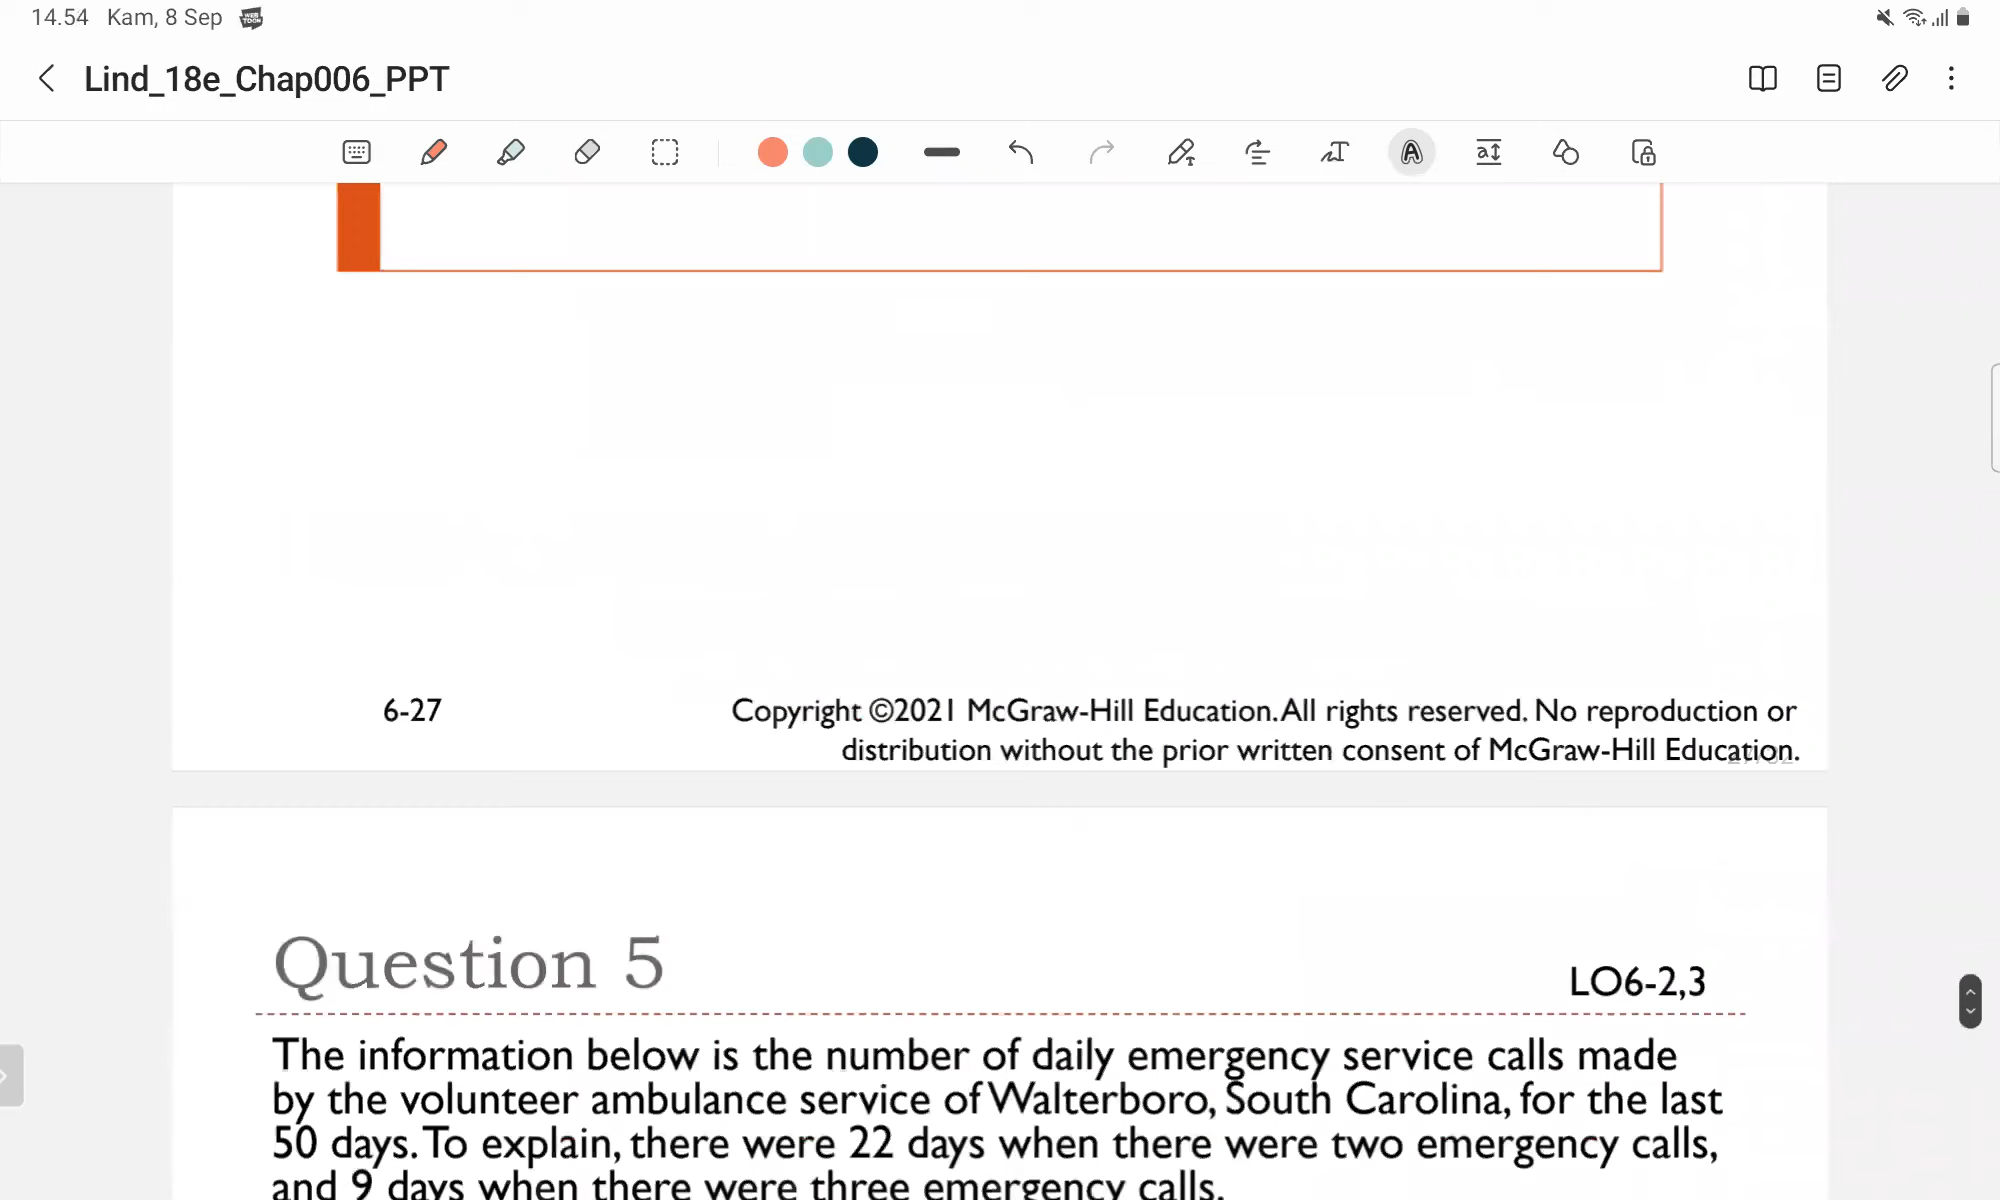 14.54 Kam, 8 Sep WEB TOON
Lind_18e_Chap006_PPT
6-27
Copyright ©2021 McGraw-Hill Education. All rights reserved. No reproduction or
distribution without the prior written consent of McGraw-Hill Education.
Question 5
LO6-2,3
The information below is the number of daily emergency service calls made
by the volunteer ambulance service of Walterboro, South Carolina, for the last
50 days. To explain, there were 22 days when there were two emergency calls,
and 9 days when there were three emergency calls.